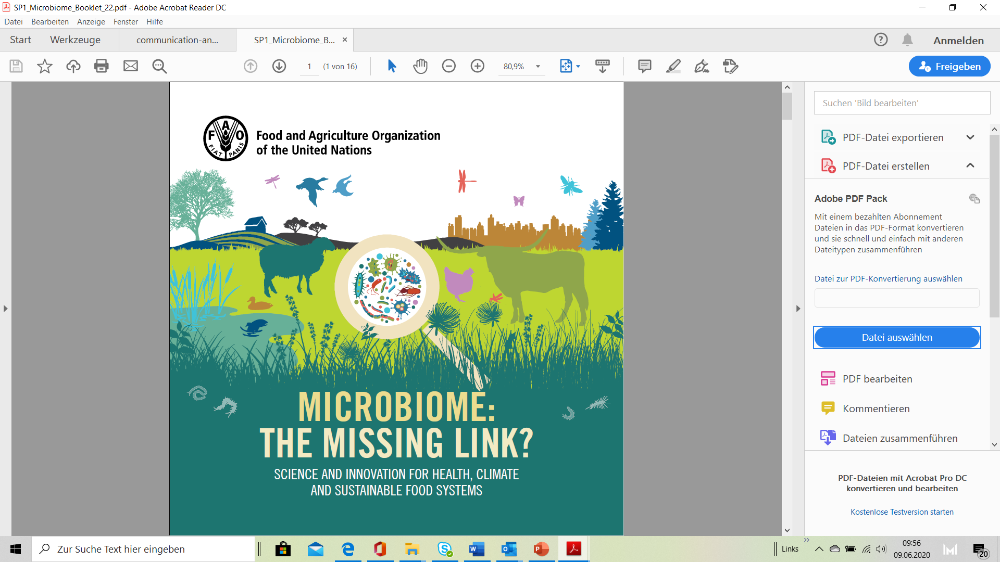 SP1_Microbiome_Booklet_22.pdf - Adobe Acrobat Reader DC
Datei Bearbeiten Anzeige Fenster Hilfe
Start Werkzeuge communication-an... SP1_Microbiome_B... Anmelden
1 (1 von 16) 80,9% Freigeben
Suchen 'Bild bearbeiten'
PDF-Datei exportieren
PDF-Datei erstellen
Adobe PDF Pack
Mit einem bezahlten Abonnement
Dateien in das PDF-Format konvertieren
und sie schnell und einfach mit anderen
Dateitypen zusammenführen
Datei zur PDF-Konvertierung auswählen
Datei auswählen
PDF bearbeiten
Kommentieren
Dateien zusammenführen
PDF-Dateien mit Acrobat Pro DC
konvertieren und bearbeiten
Kostenlose Testversion starten
FAO
FIAT PANIS
Food and Agriculture Organization
of the United Nations
MICROBIOME:
THE MISSING LINK?
SCIENCE AND INNOVATION FOR HEALTH, CLIMATE
AND SUSTAINABLE FOOD SYSTEMS
Zur Suche Text hier eingeben
Links
09:56
09.06.2020
20